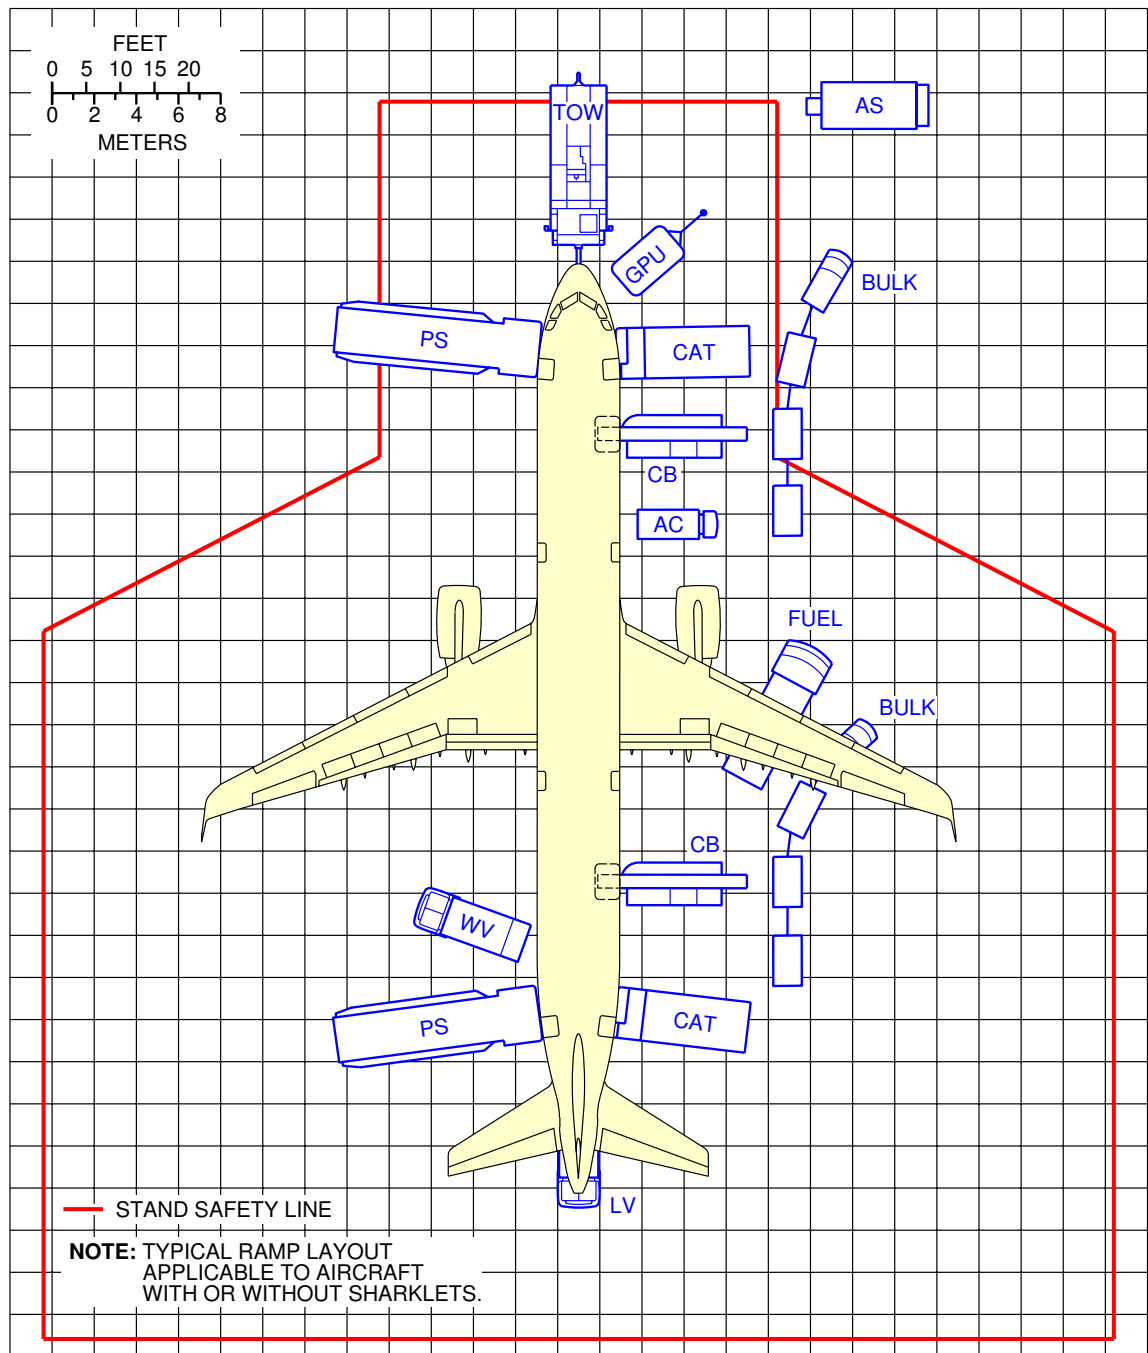 FEET
0 5 10 15 20
0 2 4 6 8
METERS
TOW
AS
GPU
BULK
PS
CAT
CB
AC
FUEL
BULK
CB
WV
PS
CAT
LV
STAND SAFETY LINE
NOTE: TYPICAL RAMP LAYOUT
APPLICABLE TO AIRCRAFT
WITH OR WITHOUT SHARKLETS.